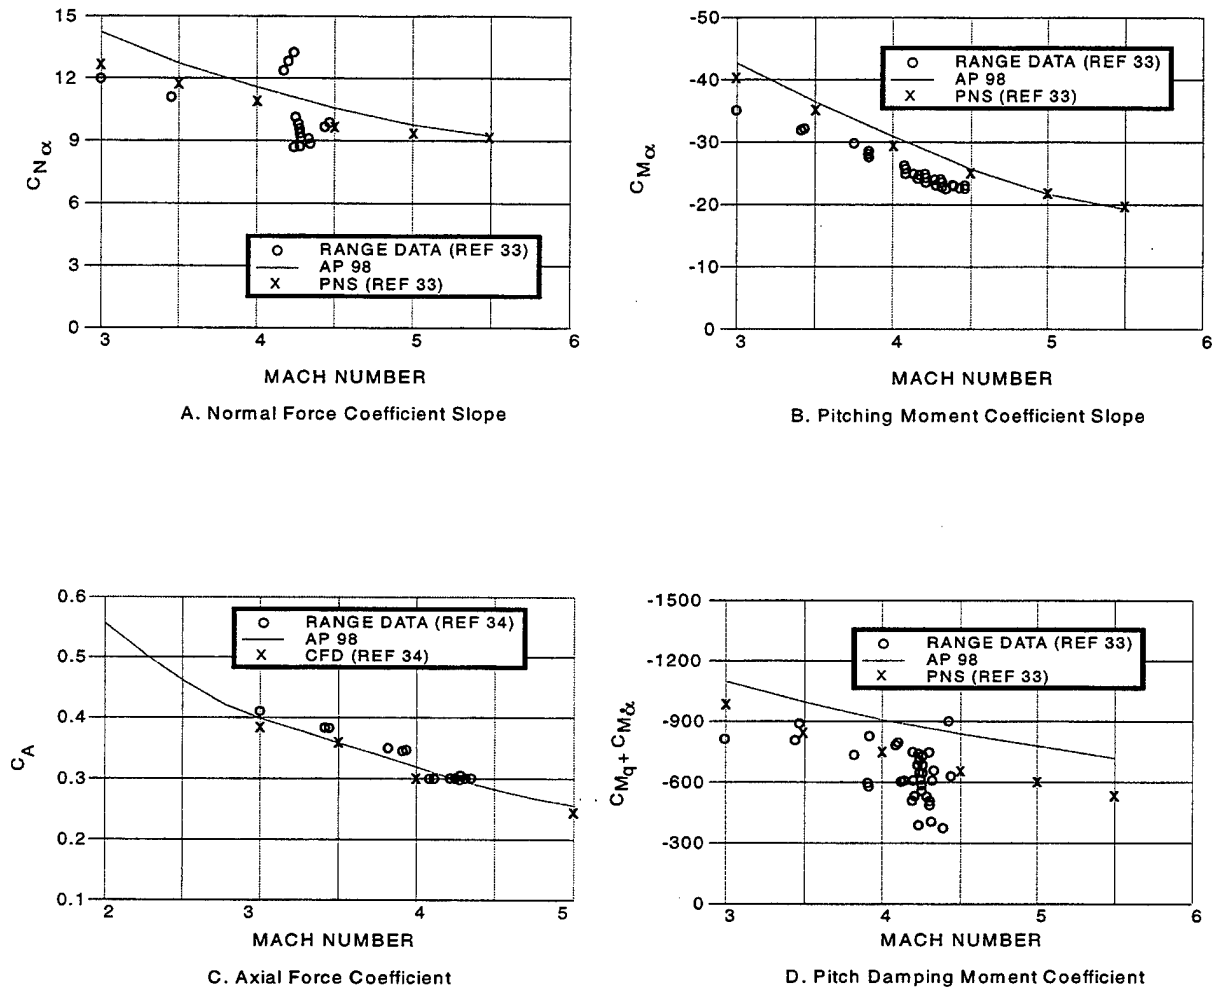 15
12
9
6
3
0
C_Nα
RANGE DATA (REF 33)
AP 98
PNS (REF 33)
3 4 5 6
MACH NUMBER
A. Normal Force Coefficient Slope
-50
-40
-30
-20
-10
0
C_Mα
RANGE DATA (REF 33)
AP 98
PNS (REF 33)
3 4 5 6
MACH NUMBER
B. Pitching Moment Coefficient Slope
0.6
0.5
0.4
0.3
0.2
0.1
C_A
RANGE DATA (REF 34)
AP 98
CFD (REF 34)
2 3 4 5
MACH NUMBER
C. Axial Force Coefficient
-1500
-1200
-900
-600
-300
0
C_Mq + C_Mα̇
RANGE DATA (REF 33)
AP 98
PNS (REF 33)
3 4 5 6
MACH NUMBER
D. Pitch Damping Moment Coefficient